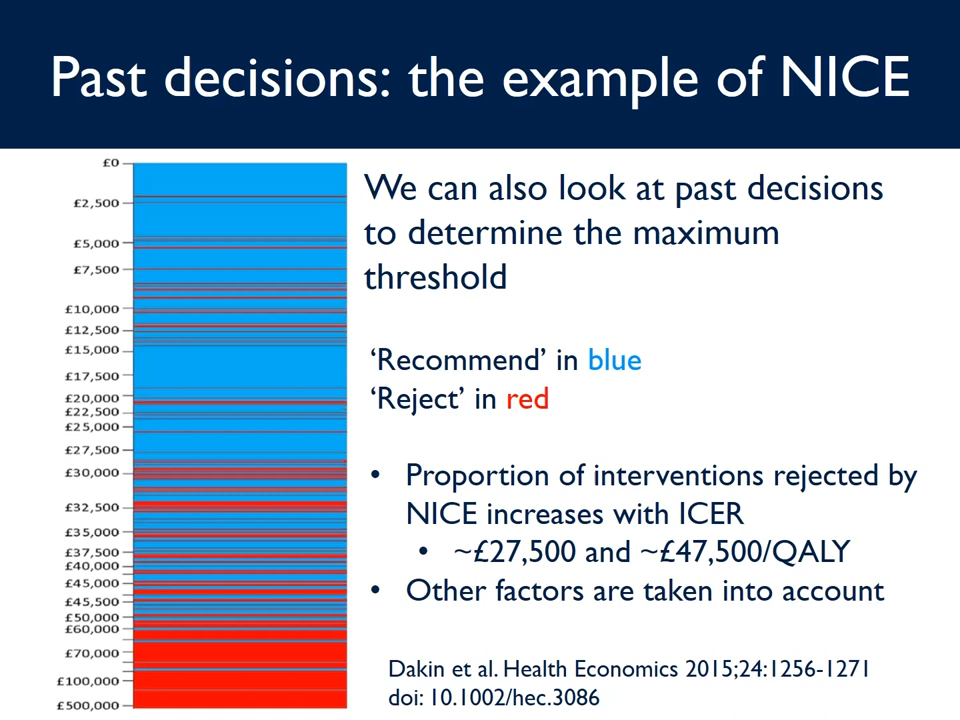 Past decisions: the example of NICE
£0
£2,500
£5,000
£7,500
£10,000
£12,500
£15,000
£17,500
£20,000
£22,500
£25,000
£27,500
£30,000
£32,500
£35,000
£37,500
£40,000
£45,000
£45,500
£50,000
£60,000
£70,000
£100,000
£500,000
We can also look at past decisions
to determine the maximum
threshold
‘Recommend’ in blue
‘Reject’ in red
• Proportion of interventions rejected by
NICE increases with ICER
• ~£27,500 and ~£47,500/QALY
• Other factors are taken into account
Dakin et al. Health Economics 2015;24:1256-1271
doi: 10.1002/hec.3086